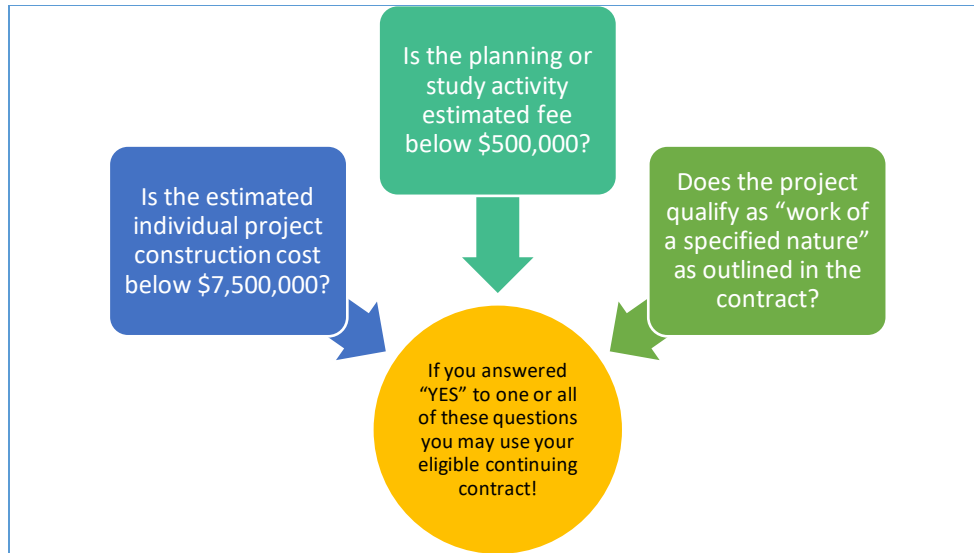 Is the planning or
study activity
estimated fee
below $500,000?
Is the estimated
individual project
construction cost
below $7,500,000?
Does the project
qualify as “work of
a specified nature”
as outlined in the
contract?
If you answered
“YES” to one or all
of these questions
you may use your
eligible continuing
contract!